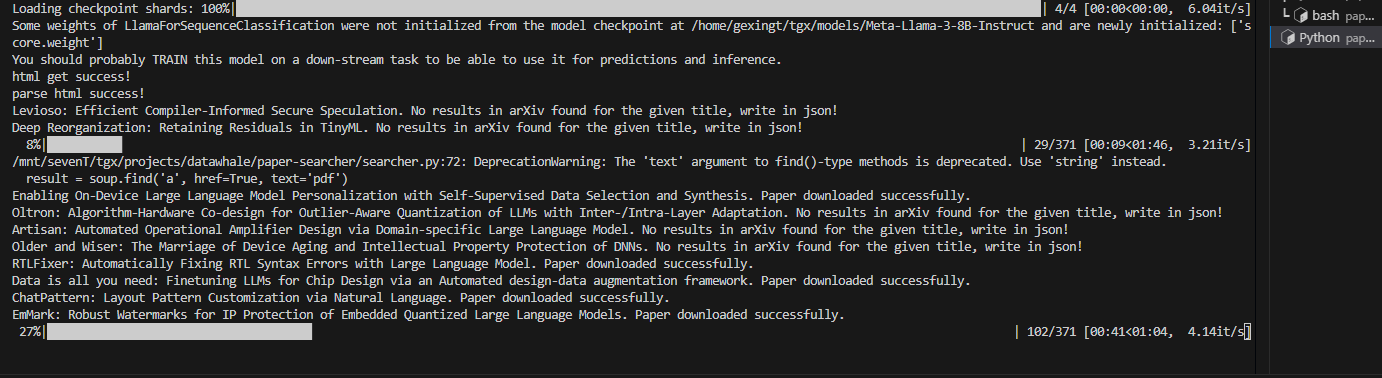 Loading checkpoint shards: 100%| | 4/4 [00:00<00:00, 6.04it/s]
Some weights of LlamaForSequenceClassification were not initialized from the model checkpoint at /home/gexingt/tgx/models/Meta-Llama-3-8B-Instruct and are newly initialized: ['s
core.weight']
You should probably TRAIN this model on a down-stream task to be able to use it for predictions and inference.
html get success!
parse html success!
Levioso: Efficient Compiler-Informed Secure Speculation. No results in arXiv found for the given title, write in json!
Deep Reorganization: Retaining Residuals in TinyML. No results in arXiv found for the given title, write in json!
8%| | 29/371 [00:09<01:46, 3.21it/s]
/mnt/sevenT/tgx/projects/datawhale/paper-searcher/searcher.py:72: DeprecationWarning: The 'text' argument to find()-type methods is deprecated. Use 'string' instead.
result = soup.find('a', href=True, text='pdf')
Enabling On-Device Large Language Model Personalization with Self-Supervised Data Selection and Synthesis. Paper downloaded successfully.
Oltron: Algorithm-Hardware Co-design for Outlier-Aware Quantization of LLMs with Inter-/Intra-Layer Adaptation. No results in arXiv found for the given title, write in json!
Artisan: Automated Operational Amplifier Design via Domain-specific Large Language Model. No results in arXiv found for the given title, write in json!
Older and Wiser: The Marriage of Device Aging and Intellectual Property Protection of DNNs. No results in arXiv found for the given title, write in json!
RTLFixer: Automatically Fixing RTL Syntax Errors with Large Language Model. Paper downloaded successfully.
Data is all you need: Finetuning LLMs for Chip Design via an Automated design-data augmentation framework. Paper downloaded successfully.
ChatPattern: Layout Pattern Customization via Natural Language. Paper downloaded successfully.
EmMark: Robust Watermarks for IP Protection of Embedded Quantized Large Language Models. Paper downloaded successfully.
27%| | 102/371 [00:41<01:04, 4.14it/s]
bash pap...
Python pap...